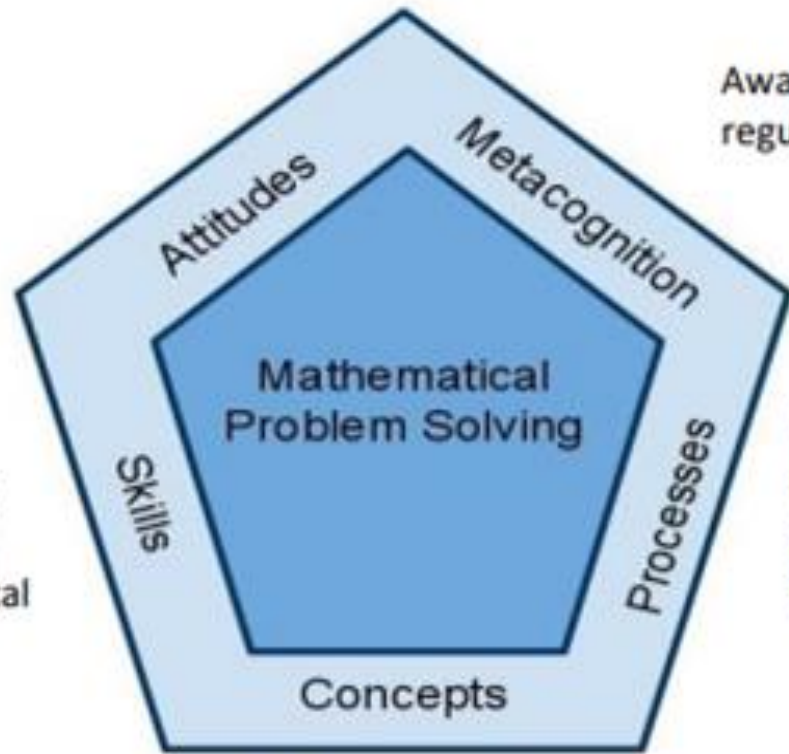 Attitudes
Metacognition
Mathematical
Problem Solving
Skills
Processes
Concepts